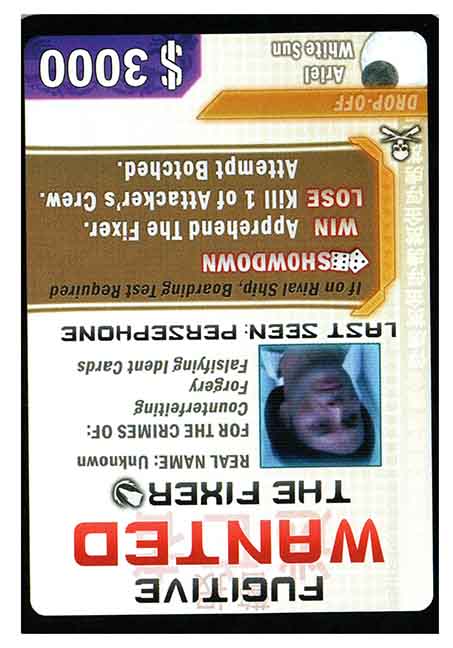 警报
FUGITIVE
WANTED
THE FIXER
REAL NAME: Unknown
FOR THE CRIMES OF:
Counterfeiting
Forgery
Falsifying Ident Cards
LAST SEEN: PERSEPHONE
If on Rival Ship, Boarding Test Required
SHOWDOWN
WIN Apprehend The Fixer.
LOSE Kill 1 of Attacker's Crew.
Attempt Botched.
DROP-OFF
Ariel
White Sun
$ 3000